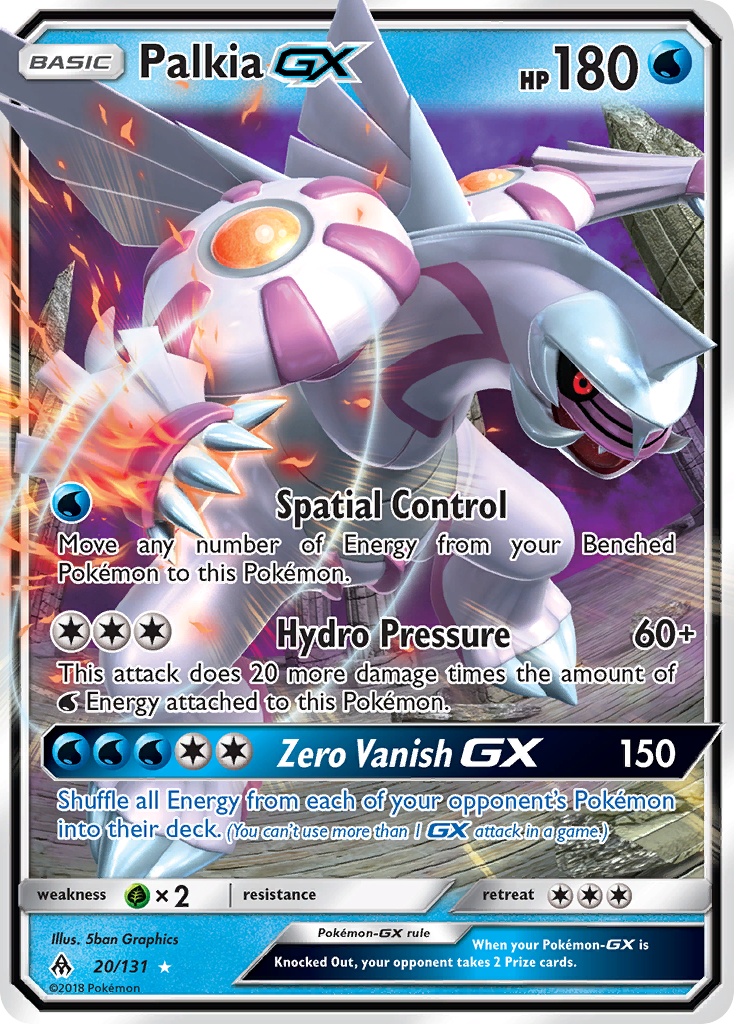 BASIC
Palkia GX
HP 180
Spatial Control
Move any number of Energy from your Benched
Pokémon to this Pokémon.
Hydro Pressure 60+
This attack does 20 more damage times the amount of
Energy attached to this Pokémon.
Zero Vanish GX 150
Shuffle all Energy from each of your opponent's Pokémon
into their deck. (You can't use more than 1 GX attack in a game.)
weakness ×2 resistance retreat
Illus. 5ban Graphics
20/131
©2018 Pokémon
Pokémon-GX rule
When your Pokémon-GX is
Knocked Out, your opponent takes 2 Prize cards.